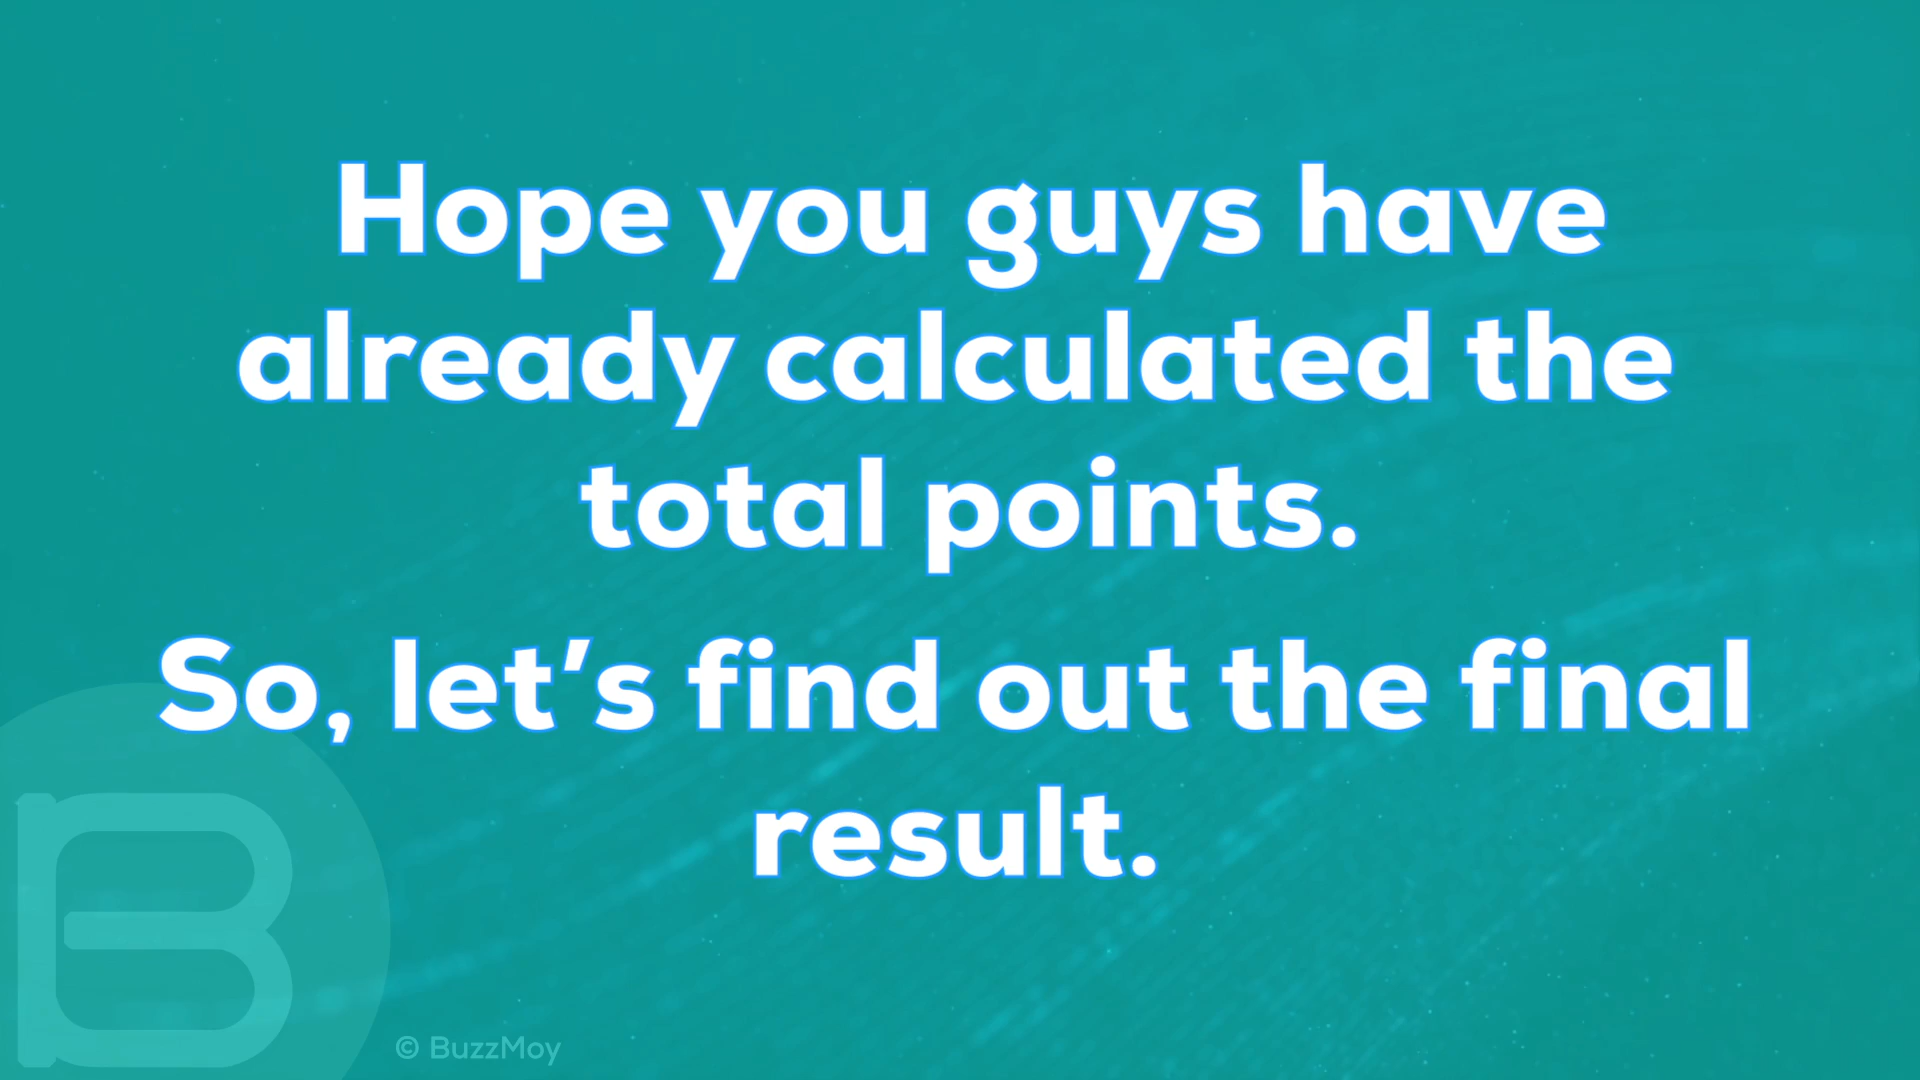 Hope you guys have
already calculated the
total points.
So, let's find out the final
result.
B
© BuzzMoy